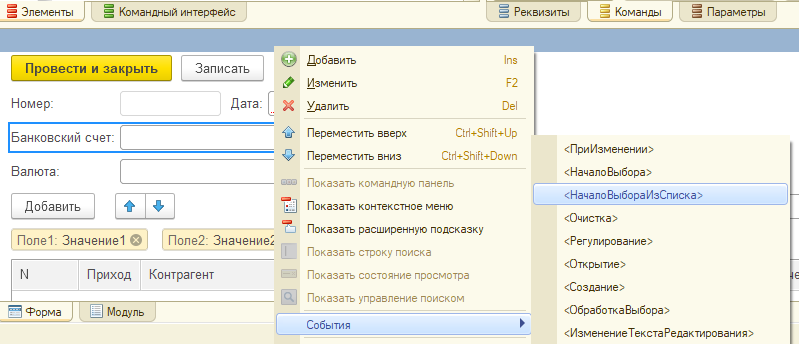 Элементы
Командный интерфейс
Реквизиты
Команды
Параметры
Провести и закрыть
Записать
Номер:
Дата:
Банковский счет:
Валюта:
Добавить
Поле1: Значение1
Поле2: Значение2
N
Приход
Контрагент
Форма
Модуль
Добавить Ins
Изменить F2
Удалить Del
Переместить вверх Ctrl+Shift+Up
Переместить вниз Ctrl+Shift+Down
Показать командную панель
Показать контекстное меню
Показать расширенную подсказку
Показать строку поиска
Показать состояние просмотра
Показать управление поиском
События
<ПриИзменении>
<НачалоВыбора>
<НачалоВыбораИзСписка>
<Очистка>
<Регулирование>
<Открытие>
<Создание>
<ОбработкаВыбора>
<ИзменениеТекстаРедактирования>